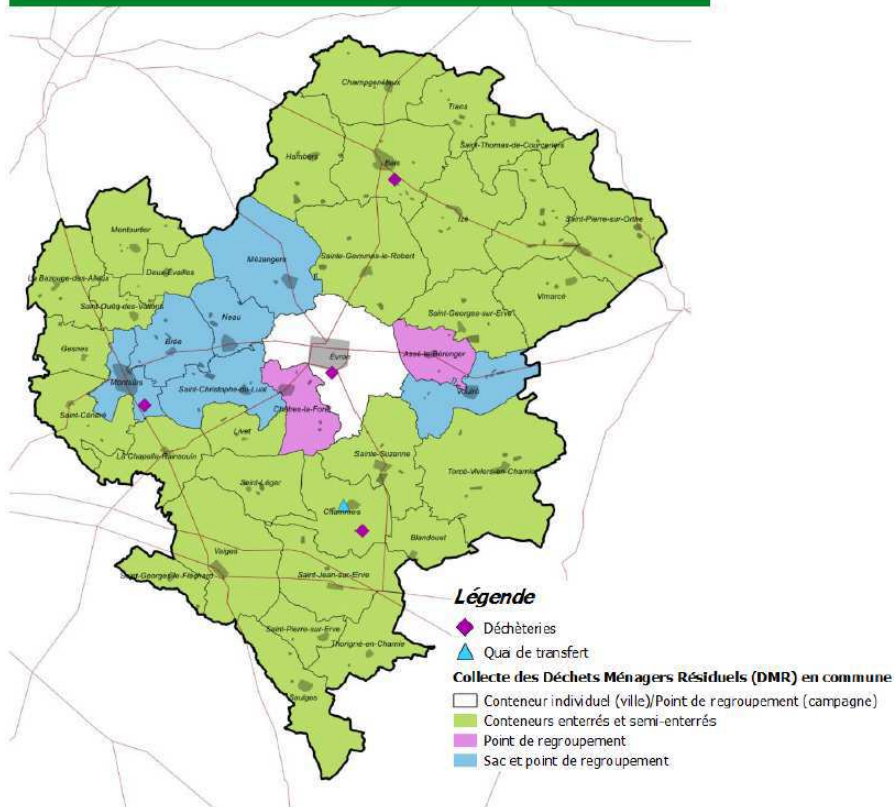 Champgenéteux
Trans
Saint-Thomas-de-Courceriers
Hambers
Bais
Izé
Saint-Pierre-sur-Orthe
Montourtier
Mézangers
Sainte-Gemmes-le-Robert
Deux-Evailles
La Bazouge-des-Alleux
Vimarcé
Saint-Ouën-des-Vallons
Saint-Georges-sur-Erve
Neau
Brée
Gesnes
Evron
Assé-le-Bérenger
Montsûrs
Saint-Christophe-du-Luat
Voutré
Châtres-la-Forêt
Saint-Céneré
Livet
La Chapelle-Rainsouin
Sainte-Suzanne
Torcé-Viviers-en-Charnie
Saint-Léger
Chammes
Blandouet
Vaiges
Saint-Georges-le-Fléchard
Saint-Jean-sur-Erve
Saint-Pierre-sur-Erve
Thorigné-en-Charnie
Saulges
Légende
Déchèteries
Quai de transfert
Collecte des Déchets Ménagers Résiduels (DMR) en commune
Conteneur individuel (ville)/Point de regroupement (campagne)
Conteneurs enterrés et semi-enterrés
Point de regroupement
Sac et point de regroupement